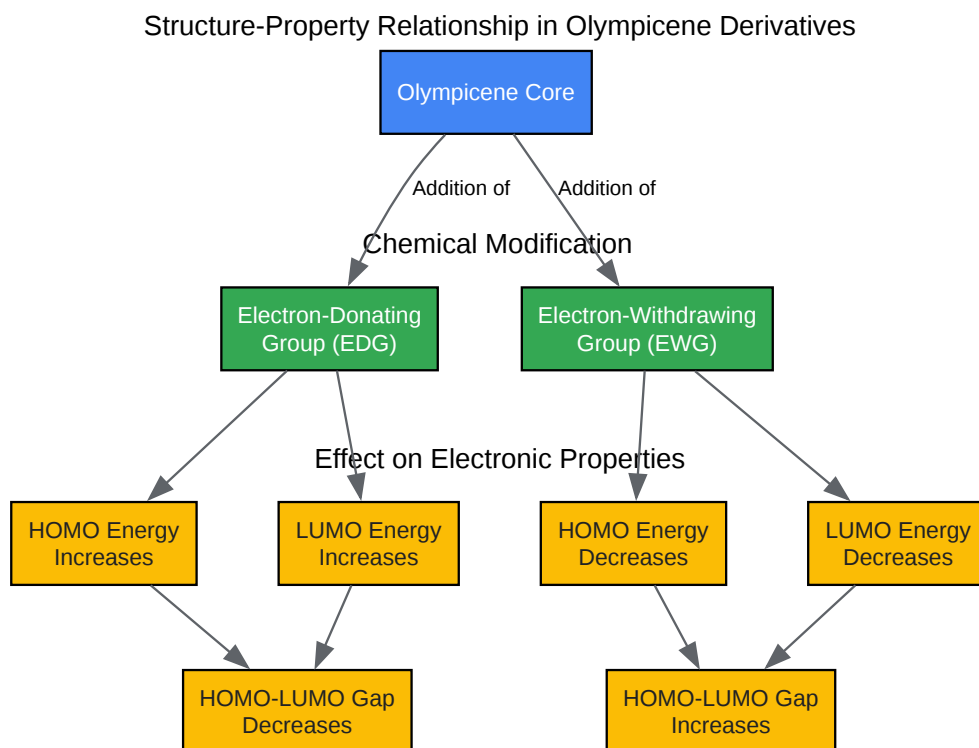 Structure-Property Relationship in Olympicene Derivatives
Olympicene Core
Addition of
Addition of
Chemical Modification
Electron-Donating
Group (EDG)
Electron-Withdrawing
Group (EWG)
Effect on Electronic Properties
HOMO Energy
Increases
LUMO Energy
Increases
HOMO Energy
Decreases
LUMO Energy
Decreases
HOMO-LUMO Gap
Decreases
HOMO-LUMO Gap
Increases